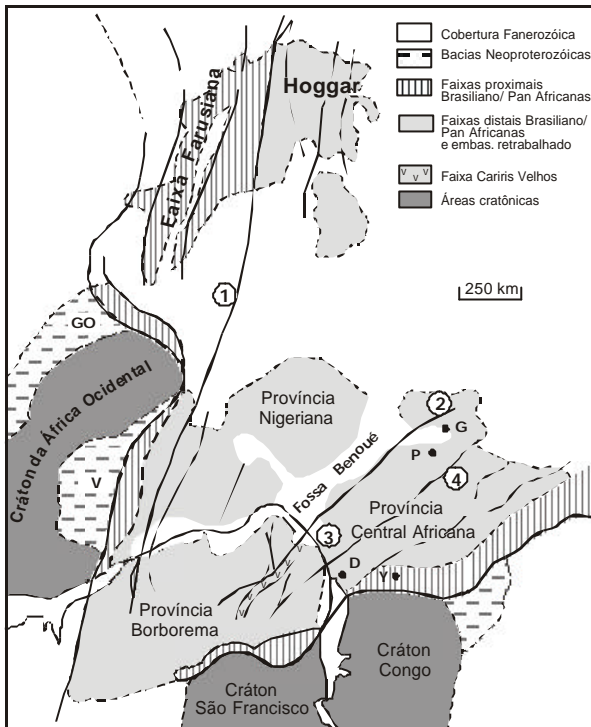 Cobertura Fanerozóica
Bacias Neoproterozóicas
Faixas proximais
Brasiliano/ Pan Africanas
Faixas distais Brasiliano/
Pan Africanas
e embas. retrabalhado
Faixa Cariris Velhos
v v v
Áreas cratônicas
Hoggar
Faixa Farusiana
250 km
1
GO
Cráton da África Ocidental
V
Província
Nigeriana
2
G
P
Fossa Benoué
4
3
Província
Central Africana
D
Y
Província
Borborema
v v v v v v v
Cráton
Congo
Cráton
São Francisco